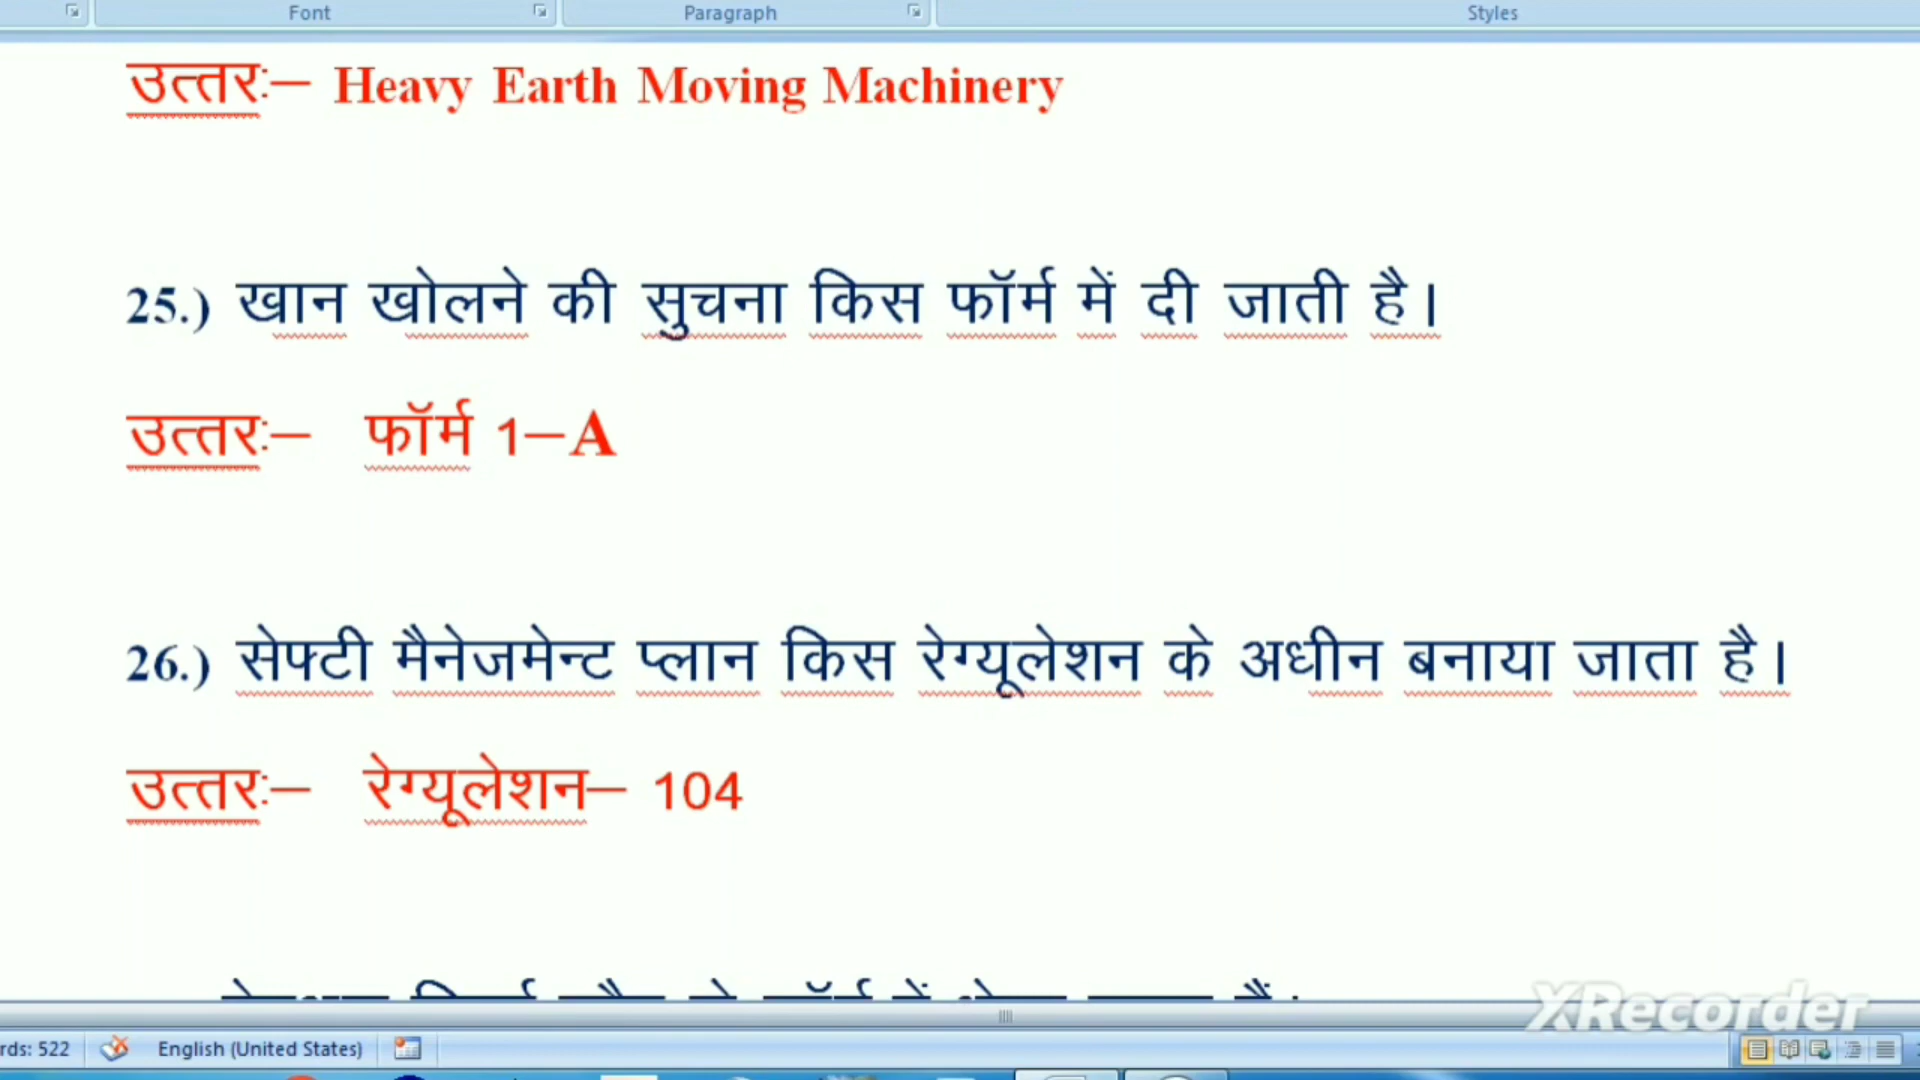 Font Paragraph Styles
उत्तरः– Heavy Earth Moving Machinery
25.) खान खोलने की सुचना किस फॉर्म में दी जाती है।
उत्तरः– फॉर्म 1–A
26.) सेफ्टी मैनेजमेन्ट प्लान किस रेग्यूलेशन के अधीन बनाया जाता है।
उत्तरः– रेग्यूलेशन– 104
XRecorder
rds: 522 English (United States)